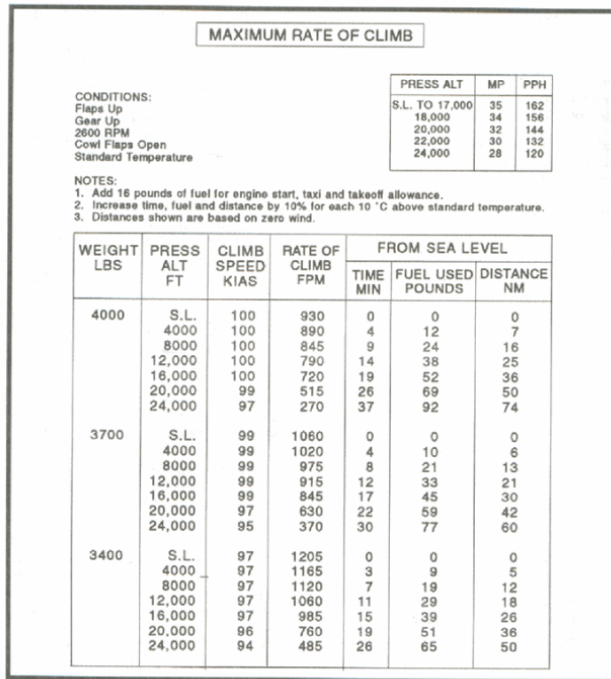 MAXIMUM RATE OF CLIMB
CONDITIONS:
Flaps Up
Gear Up
2600 RPM
Cowl Flaps Open
Standard Temperature
PRESS ALT MP PPH
S.L. TO 17,000 35 162
18,000 34 156
20,000 32 144
22,000 30 132
24,000 28 120
NOTES:
1. Add 16 pounds of fuel for engine start, taxi and takeoff allowance.
2. Increase time, fuel and distance by 10% for each 10 °C above standard temperature.
3. Distances shown are based on zero wind.
WEIGHT PRESS CLIMB RATE OF FROM SEA LEVEL
LBS ALT SPEED CLIMB TIME FUEL USED DISTANCE
FT KIAS FPM MIN POUNDS NM
4000 S.L. 100 930 0 0 0
4000 100 890 4 12 7
8000 100 845 9 24 16
12,000 100 790 14 38 25
16,000 100 720 19 52 36
20,000 99 515 26 69 50
24,000 97 270 37 92 74
3700 S.L. 99 1060 0 0 0
4000 99 1020 4 10 6
8000 99 975 8 21 13
12,000 99 915 12 33 21
16,000 99 845 17 45 30
20,000 97 630 22 59 42
24,000 95 370 30 77 60
3400 S.L. 97 1205 0 0 0
4000 97 1165 3 9 5
8000 97 1120 7 19 12
12,000 97 1060 11 29 18
16,000 97 985 15 39 26
20,000 96 760 19 51 36
24,000 94 485 26 65 50